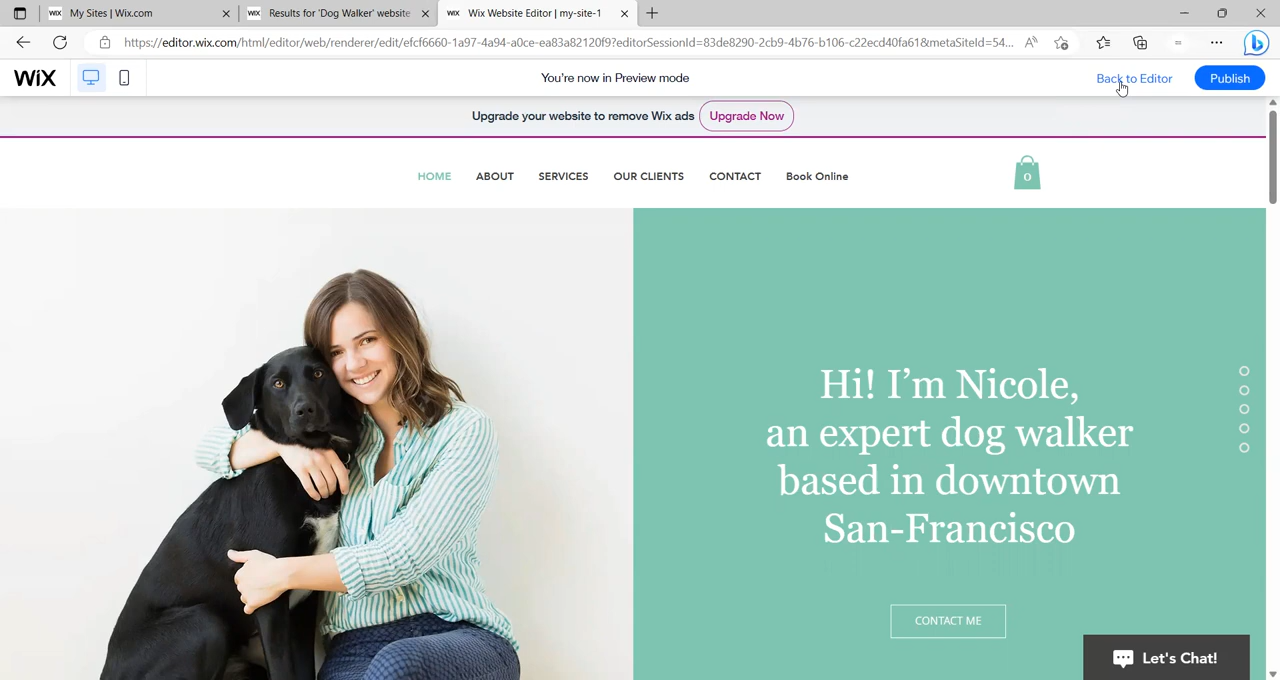 WIX My Sites | Wix.com
WIX Results for 'Dog Walker' website
WIX Wix Website Editor | my-site-1
https://editor.wix.com/html/editor/web/renderer/edit/efcf6660-1a97-4a94-a0ce-ea83a82120f9?editorSessionId=83de8290-2cb9-4b76-b106-c22ecd40fa61&metaSiteId=54...
WIX
You're now in Preview mode
Back to Editor
Publish
Upgrade your website to remove Wix ads
Upgrade Now
HOME ABOUT SERVICES OUR CLIENTS CONTACT Book Online
0
Hi! I'm Nicole,
an expert dog walker
based in downtown
San-Francisco
CONTACT ME
Let's Chat!